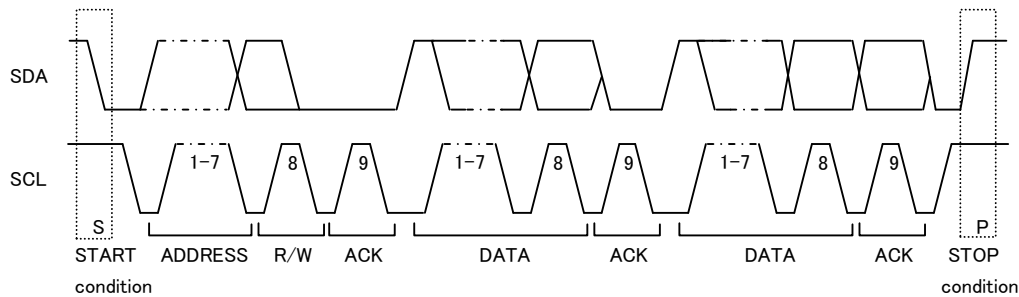 SDA
SCL
1-7 8 9 1-7 8 9 1-7 8 9
S P
START ADDRESS R/W ACK DATA ACK DATA ACK STOP
condition condition